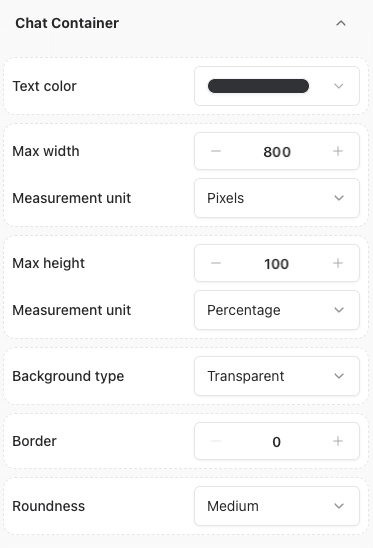 Chat Container
Text color
Max width 800
Measurement unit Pixels
Max height 100
Measurement unit Percentage
Background type Transparent
Border 0
Roundness Medium